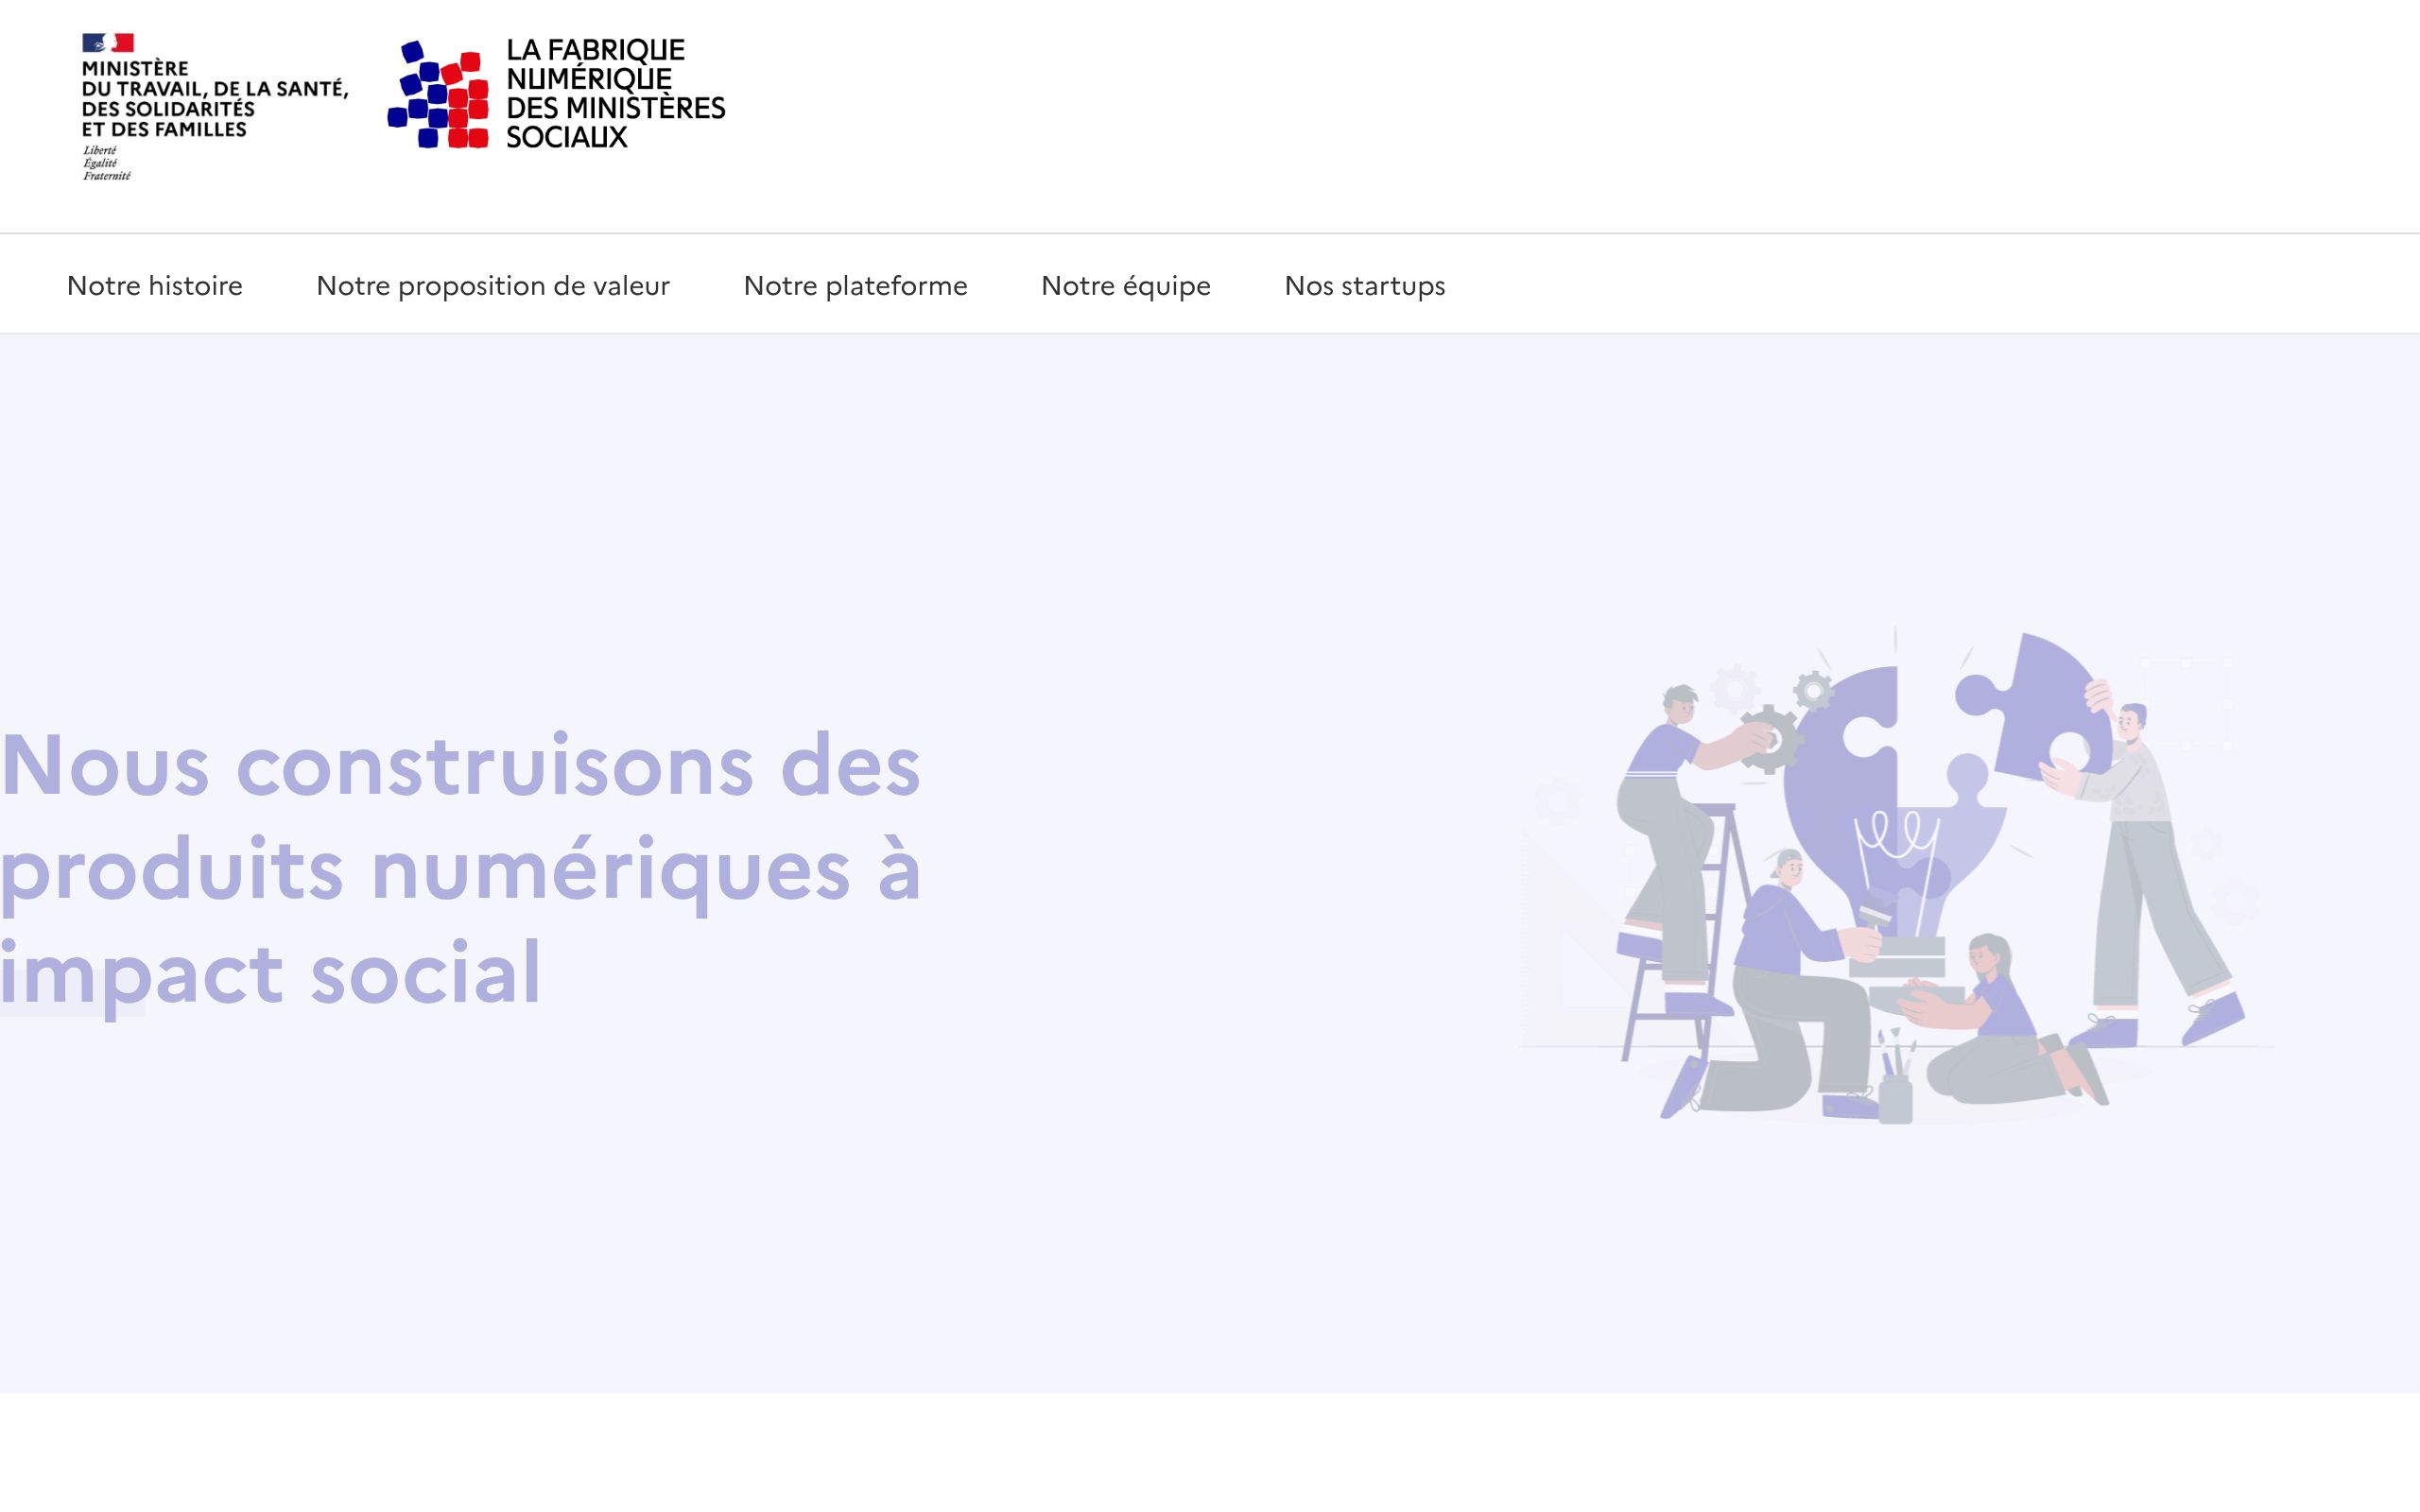 MINISTÈRE
DU TRAVAIL, DE LA SANTÉ,
DES SOLIDARITÉS
ET DES FAMILLES
Liberté
Égalité
Fraternité
LA FABRIQUE
NUMÉRIQUE
DES MINISTÈRES
SOCIAUX
Notre histoire
Notre proposition de valeur
Notre plateforme
Notre équipe
Nos startups
Nous construisons des
produits numériques à
impact social